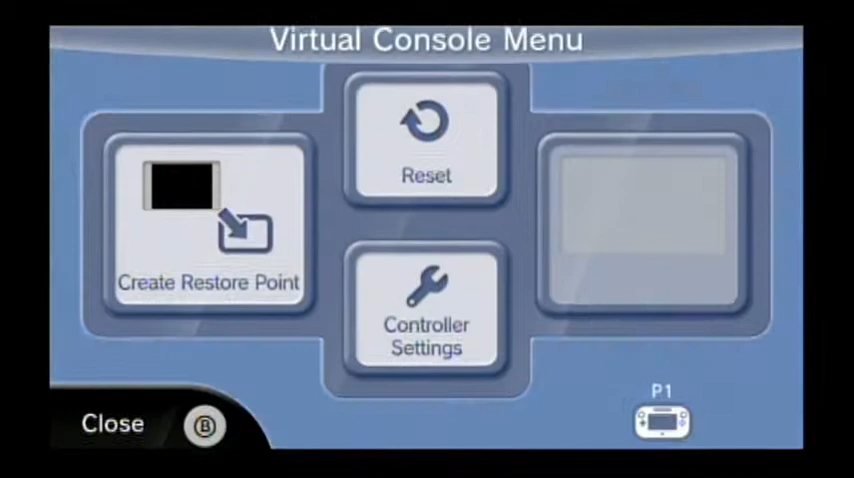 Virtual Console Menu
Reset
Create Restore Point
Controller
Settings
P1
Close B